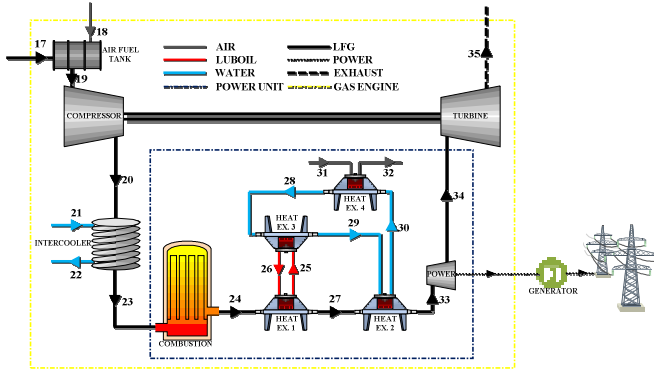 18
35
17
AIR FUEL
TANK
19
AIR
LFG
LUBOIL
POWER
WATER
EXHAUST
POWER UNIT
GAS ENGINE
COMPRESSOR
TURBINE
20
31
32
28
34
HEAT
EX. 4
21
INTERCOOLER
22
HEAT
EX. 3
29
30
26
25
POWER
GENERATOR
23
24
27
33
HEAT
EX. 1
HEAT
EX. 2
COMBUSTION